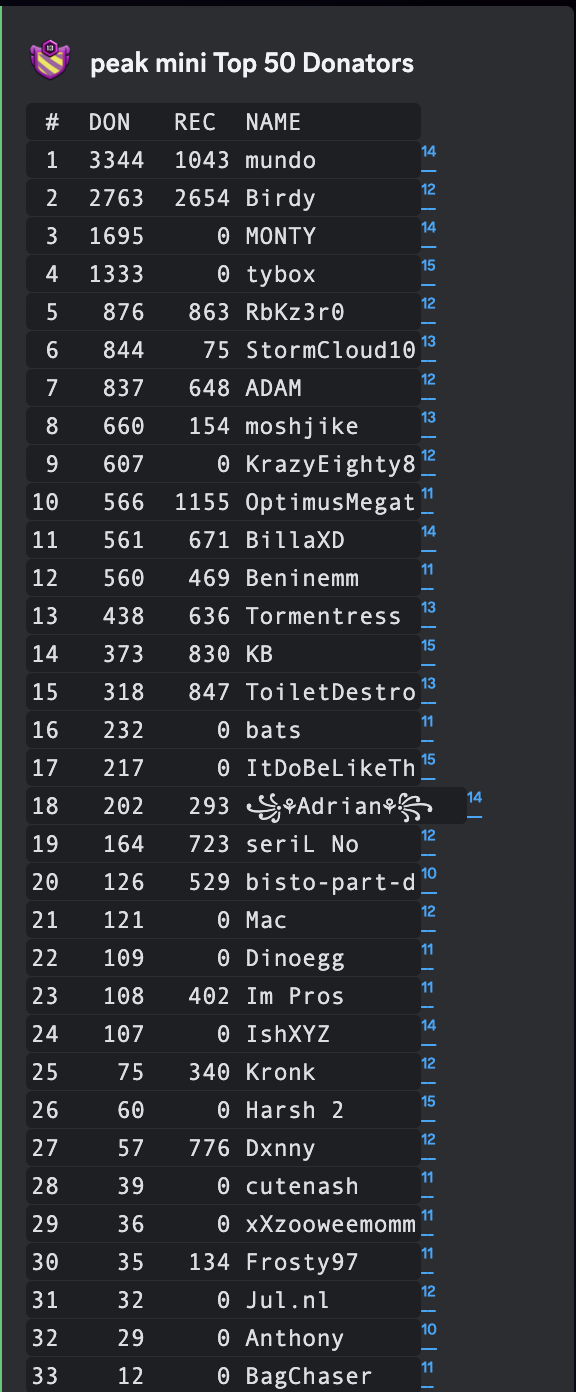 13
peak mini Top 50 Donators
# DON REC NAME
1 3344 1043 mundo 14
2 2763 2654 Birdy 12
3 1695 0 MONTY 14
4 1333 0 tybox 15
5 876 863 RbKz3r0 12
6 844 75 StormCloud10 13
7 837 648 ADAM 12
8 660 154 moshjike 13
9 607 0 KrazyEighty8 12
10 566 1155 OptimusMegat 11
11 561 671 BillaXD 14
12 560 469 Beninemm 11
13 438 636 Tormentress 13
14 373 830 KB 15
15 318 847 ToiletDestro 13
16 232 0 bats 11
17 217 0 ItDoBeLikeTh 15
18 202 293 ꧁⚘Adrian⚘꧂ 14
19 164 723 seriL No 12
20 126 529 bisto-part-d 10
21 121 0 Mac 12
22 109 0 Dinoegg 11
23 108 402 Im Pros 11
24 107 0 IshXYZ 14
25 75 340 Kronk 12
26 60 0 Harsh 2 15
27 57 776 Dxnny 12
28 39 0 cutenash 11
29 36 0 xXzooweemomm 11
30 35 134 Frosty97 11
31 32 0 Jul.nl 12
32 29 0 Anthony 10
33 12 0 BagChaser 11